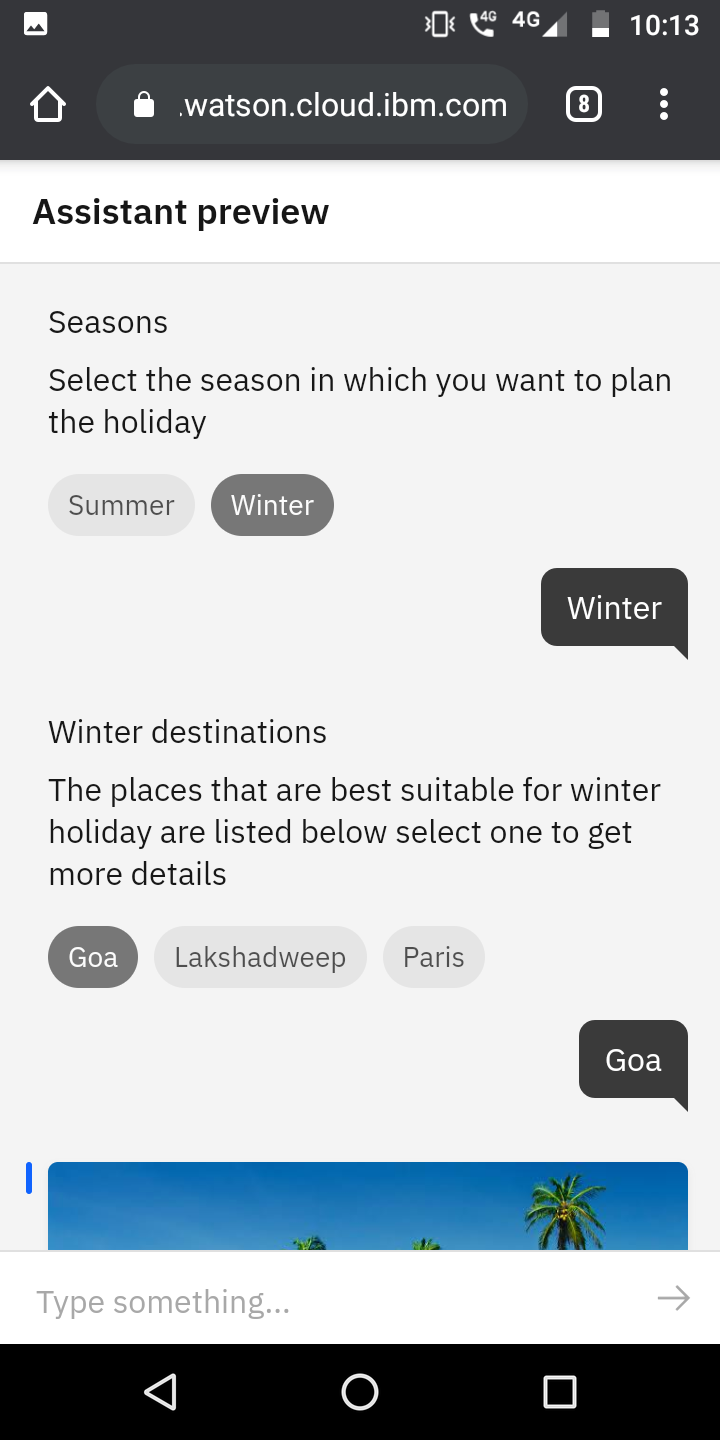 4G 4G 10:13
.watson.cloud.ibm.com 8
Assistant preview
Seasons
Select the season in which you want to plan
the holiday
Summer Winter
Winter
Winter destinations
The places that are best suitable for winter
holiday are listed below select one to get
more details
Goa Lakshadweep Paris
Goa
Type something...